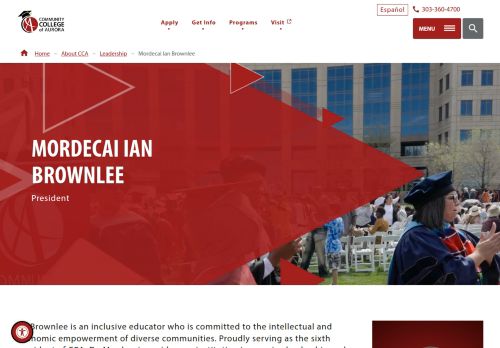 Español
303-360-4700
COMMUNITY
COLLEGE
of AURORA
Apply
Get Info
Programs
Visit
MENU
Home
About CCA
Leadership
Mordecai Ian Brownlee
MORDECAI IAN
BROWNLEE
President
Brownlee is an inclusive educator who is committed to the intellectual and
nomic empowerment of diverse communities. Proudly serving as the sixth